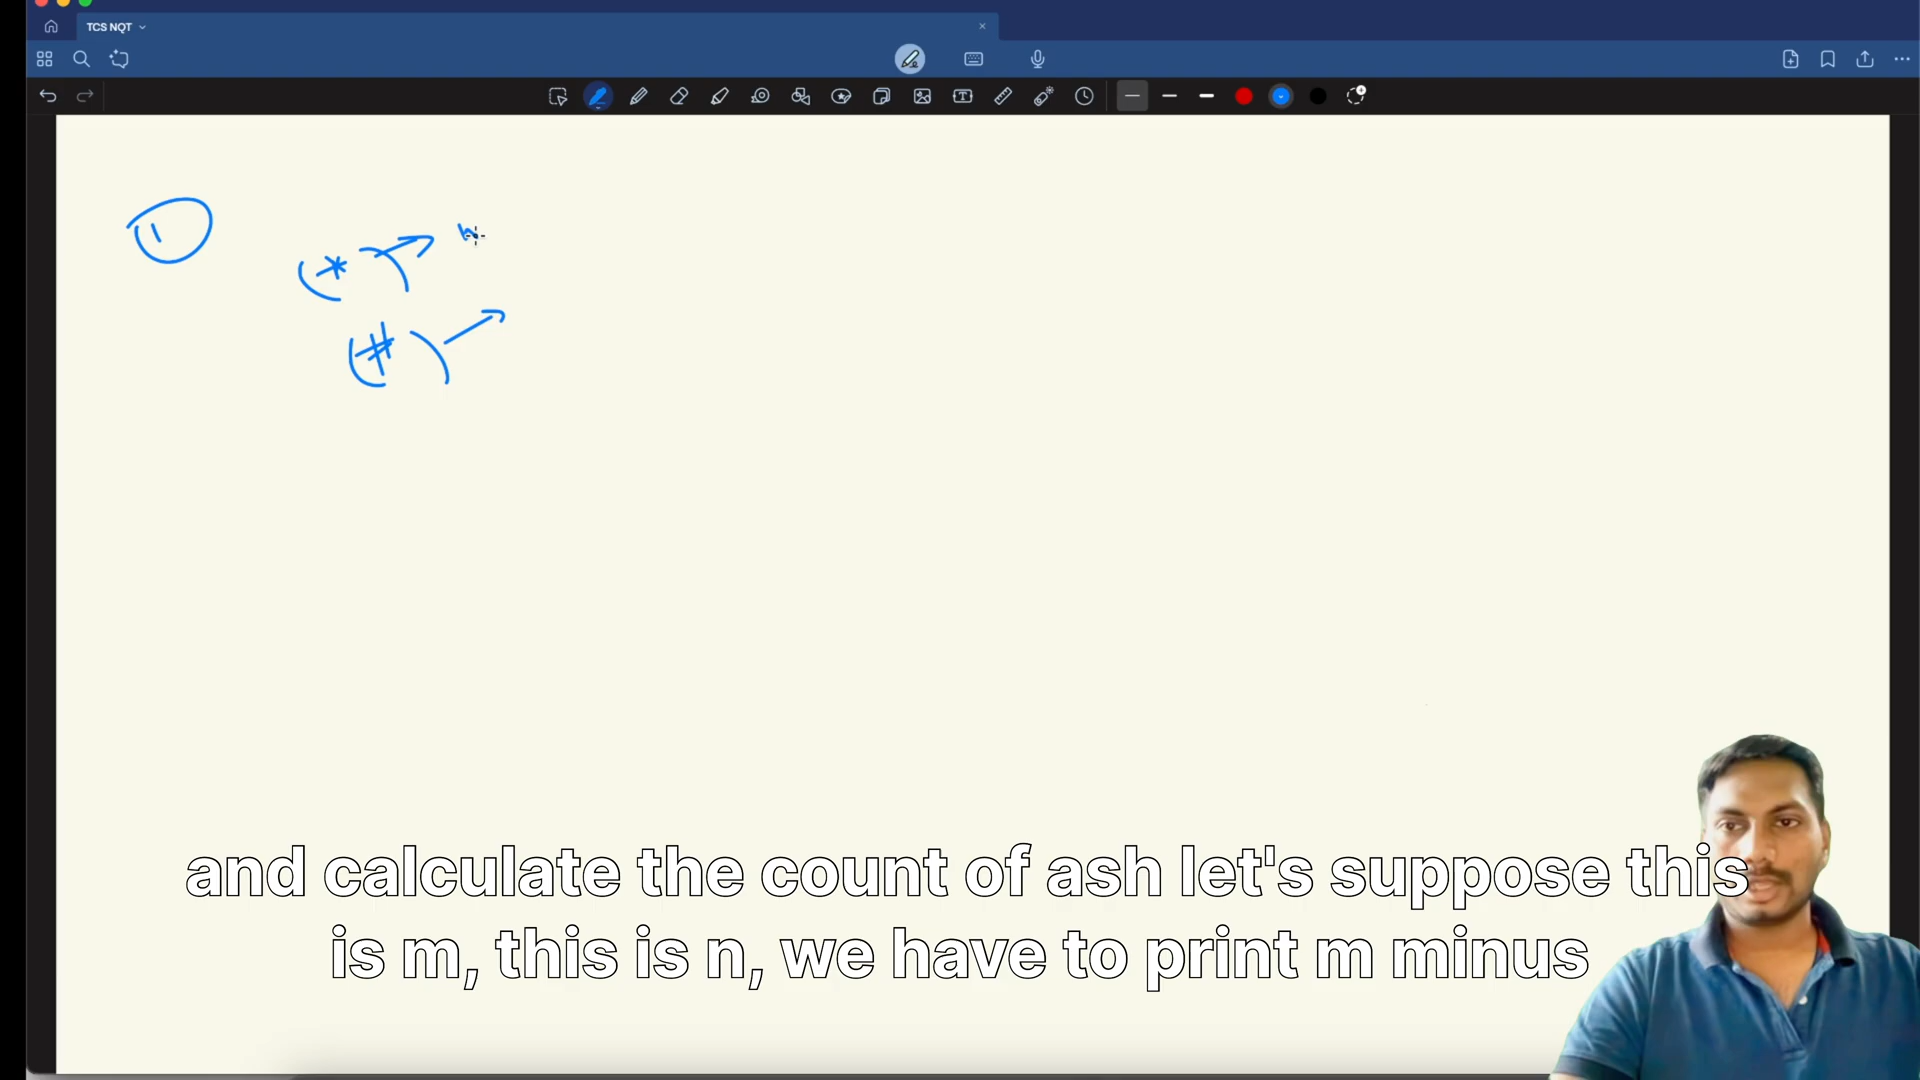 TCS NQT
1
(*)
(#)
and calculate the count of ash let's suppose this
is m, this is n, we have to print m minus